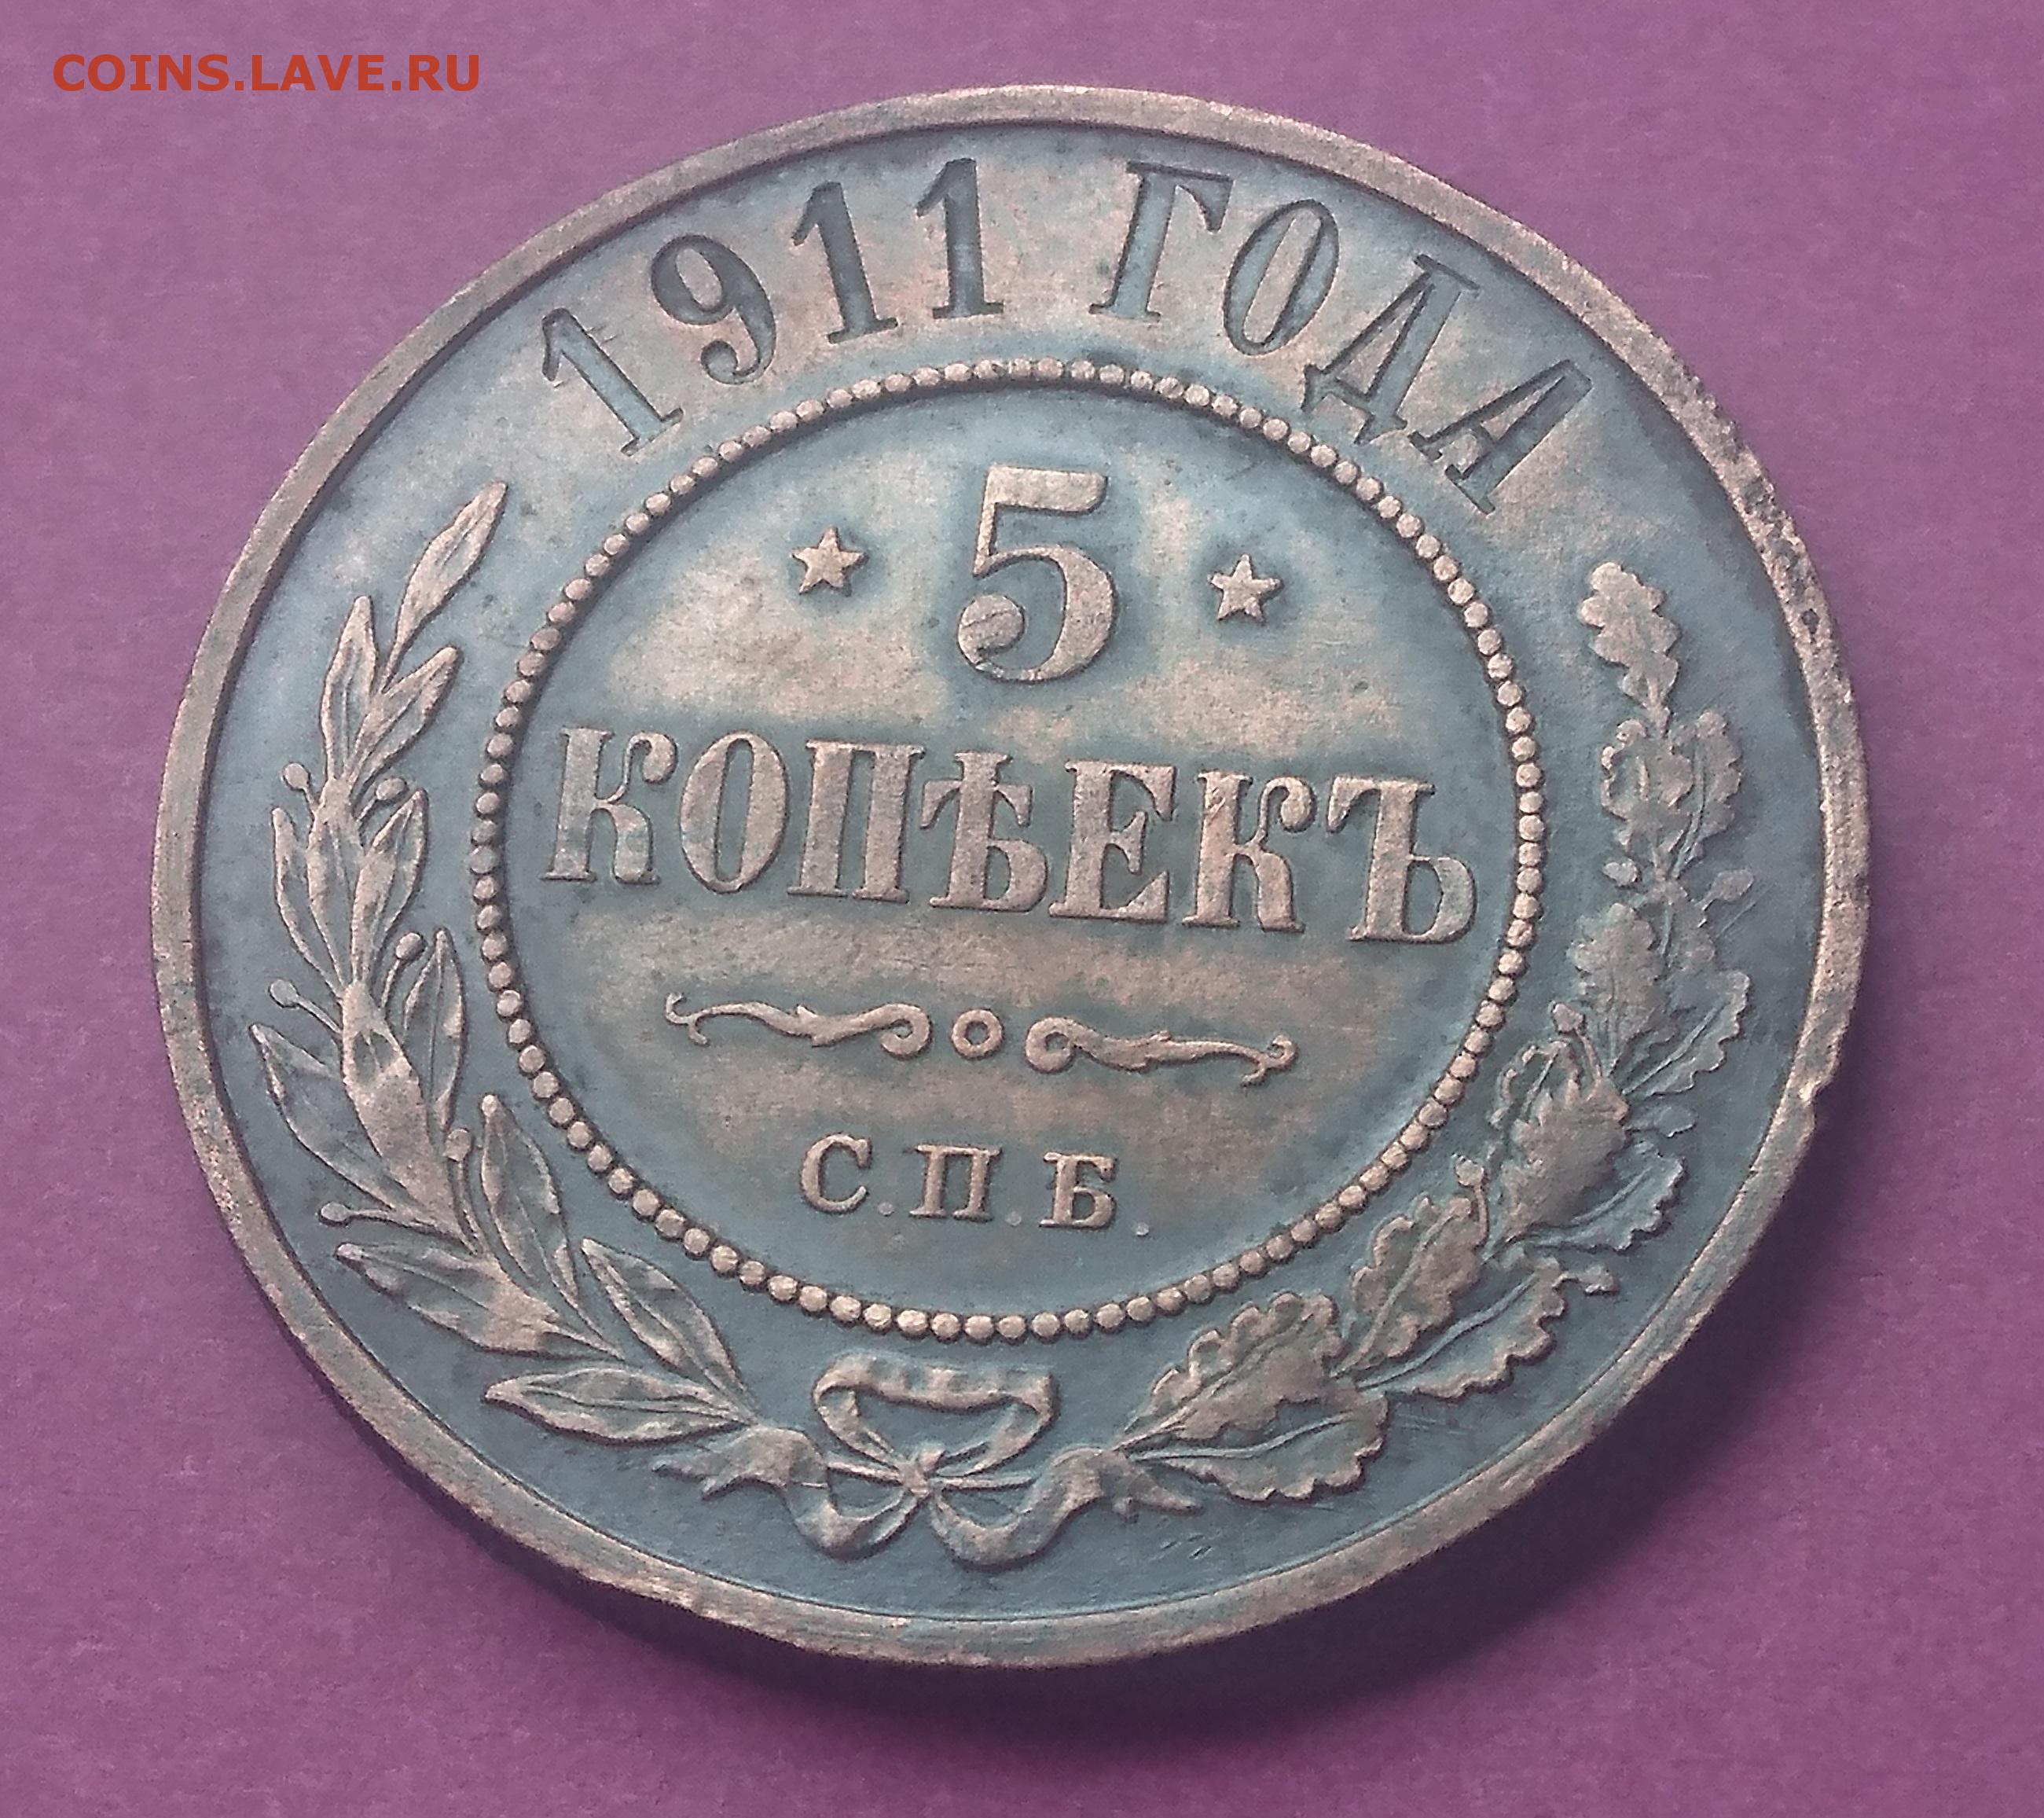 COINS.LAVE.RU
1911 ГОДА
5
КОПѢЕКЪ
С.П.Б.